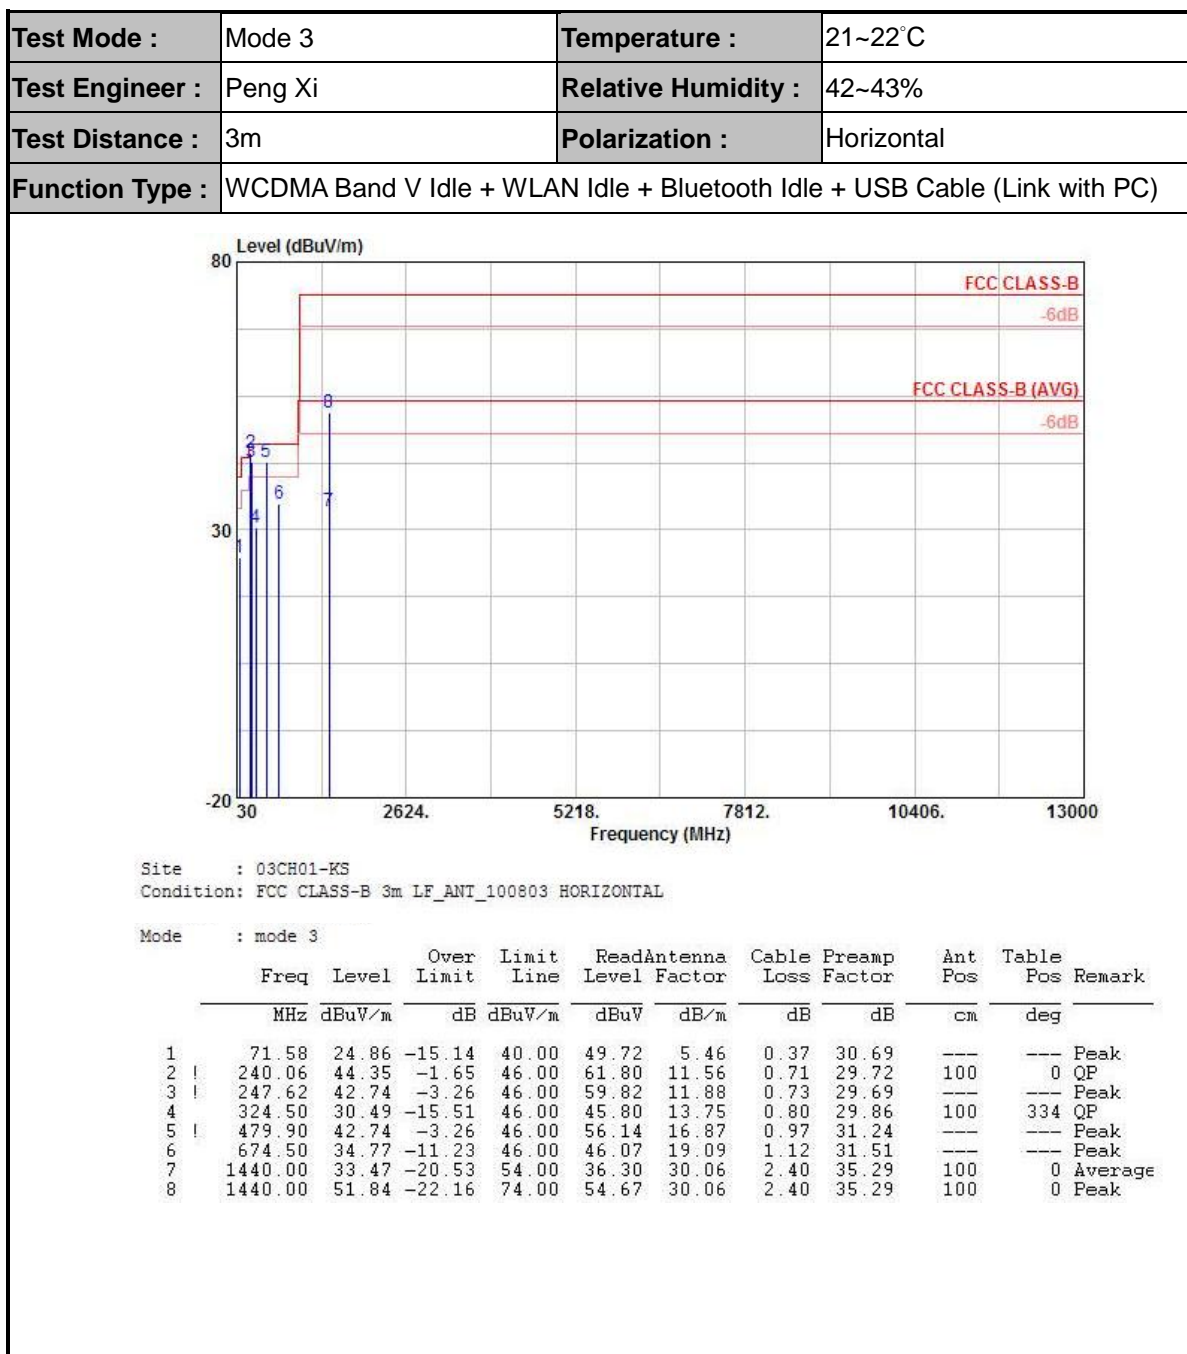 Test Mode : Mode 3 Temperature : 21~22°C
Test Engineer : Peng Xi Relative Humidity : 42~43%
Test Distance : 3m Polarization : Horizontal
Function Type : WCDMA Band V Idle + WLAN Idle + Bluetooth Idle + USB Cable (Link with PC)
Level (dBuV/m)
80
FCC CLASS-B
-6dB
FCC CLASS-B (AVG)
-6dB
8
2
3 5
6
7
4
30
1
-20
30 2624. 5218. 7812. 10406. 13000
Frequency (MHz)
Site : 03CH01-KS
Condition: FCC CLASS-B 3m LF_ANT_100803 HORIZONTAL
Mode : mode 3
Over Limit ReadAntenna Cable Preamp Ant Table
Freq Level Limit Line Level Factor Loss Factor Pos Pos Remark
MHz dBuV/m dB dBuV/m dBuV dB/m dB dB cm deg
1 71.58 24.86 -15.14 40.00 49.72 5.46 0.37 30.69 --- --- Peak
2 ! 240.06 44.35 -1.65 46.00 61.80 11.56 0.71 29.72 100 0 QP
3 ! 247.62 42.74 -3.26 46.00 59.82 11.88 0.73 29.69 --- --- Peak
4 324.50 30.49 -15.51 46.00 45.80 13.75 0.80 29.86 100 334 QP
5 ! 479.90 42.74 -3.26 46.00 56.14 16.87 0.97 31.24 --- --- Peak
6 674.50 34.77 -11.23 46.00 46.07 19.09 1.12 31.51 --- --- Peak
7 1440.00 33.47 -20.53 54.00 36.30 30.06 2.40 35.29 100 0 Average
8 1440.00 51.84 -22.16 74.00 54.67 30.06 2.40 35.29 100 0 Peak